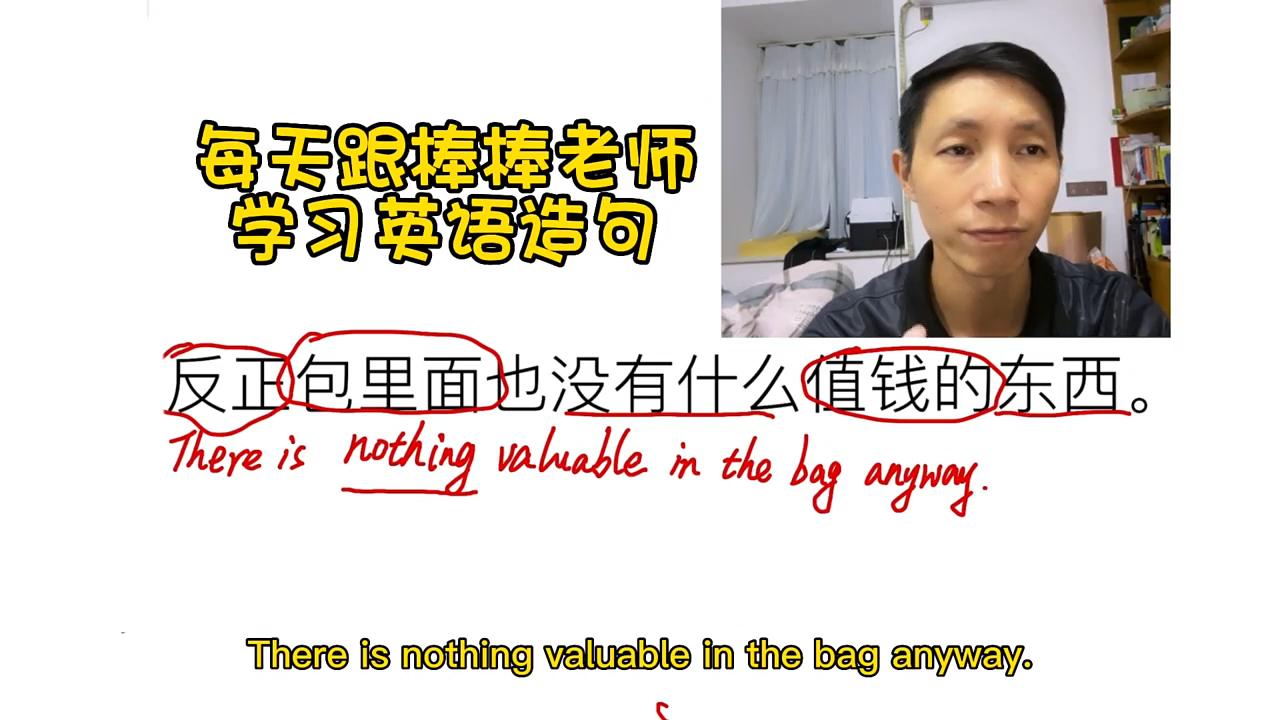 每天跟棒棒老师
学习英语造句
反正包里面也没有什么值钱的东西。
There is nothing valuable in the bag anyway.
There is nothing valuable in the bag anyway.